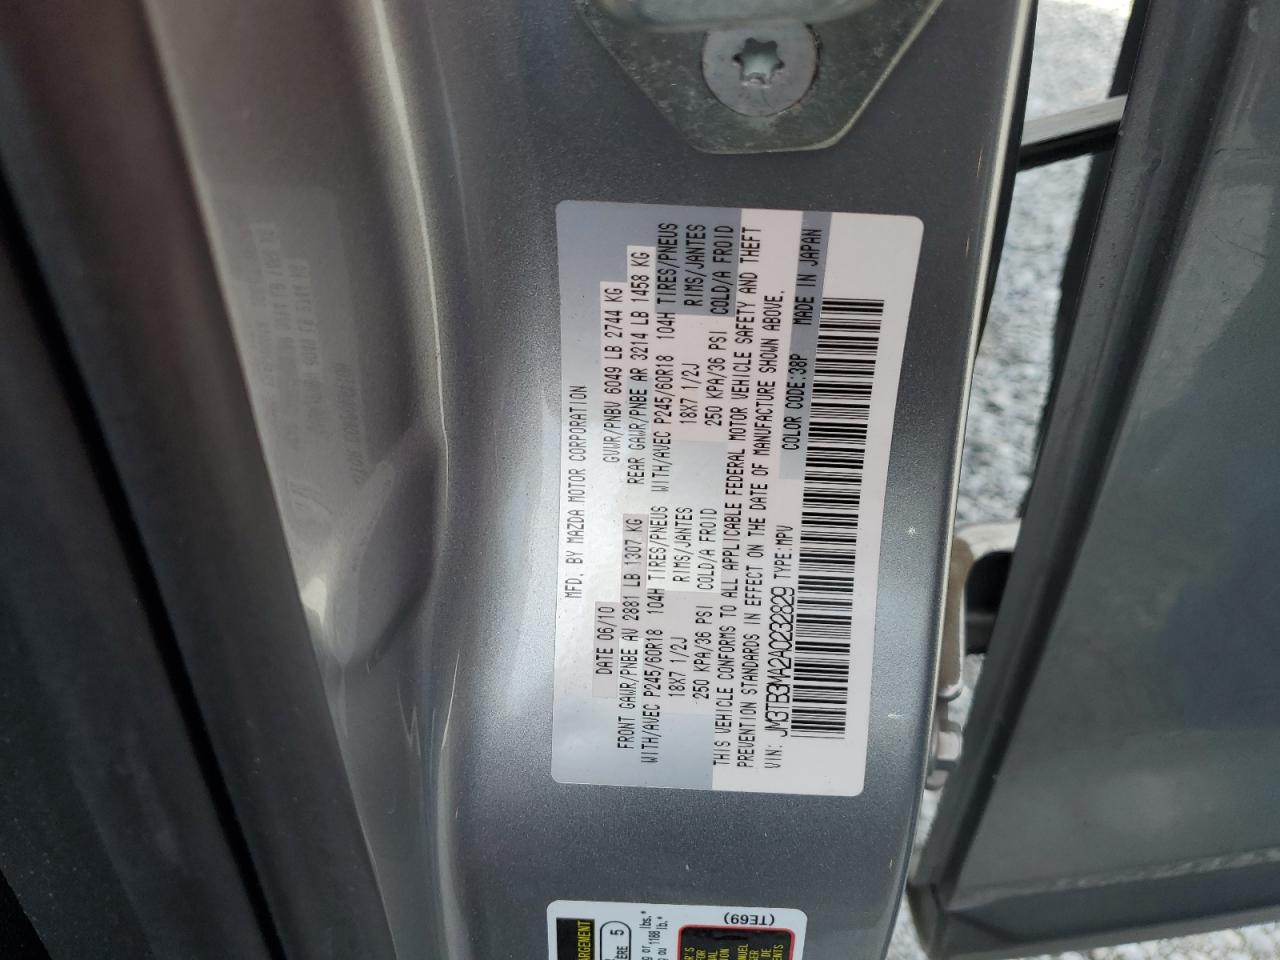 MFD. BY MAZDA MOTOR CORPORATION
DATE 06/10 GVWR/PNBV 6049 LB 2744 KG
FRONT GAWR/PNBE AV 2881 LB 1307 KG REAR GAWR/PNBE AR 3214 LB 1458 KG
WITH/AVEC P245/60R18 104H TIRES/PNEUS WITH/AVEC P245/60R18 104H TIRES/PNEUS
18X7 1/2J RIMS/JANTES 18X7 1/2J RIMS/JANTES
250 KPA/36 PSI COLD/A FROID 250 KPA/36 PSI COLD/A FROID
THIS VEHICLE CONFORMS TO ALL APPLICABLE FEDERAL MOTOR VEHICLE SAFETY AND THEFT
PREVENTION STANDARDS IN EFFECT ON THE DATE OF MANUFACTURE SHOWN ABOVE.
VIN: JM3TB3MA2A0232829 TYPE:MPV COLOR CODE:38P MADE IN JAPAN
5
lbs.*
1188 lb.*
(TE69)